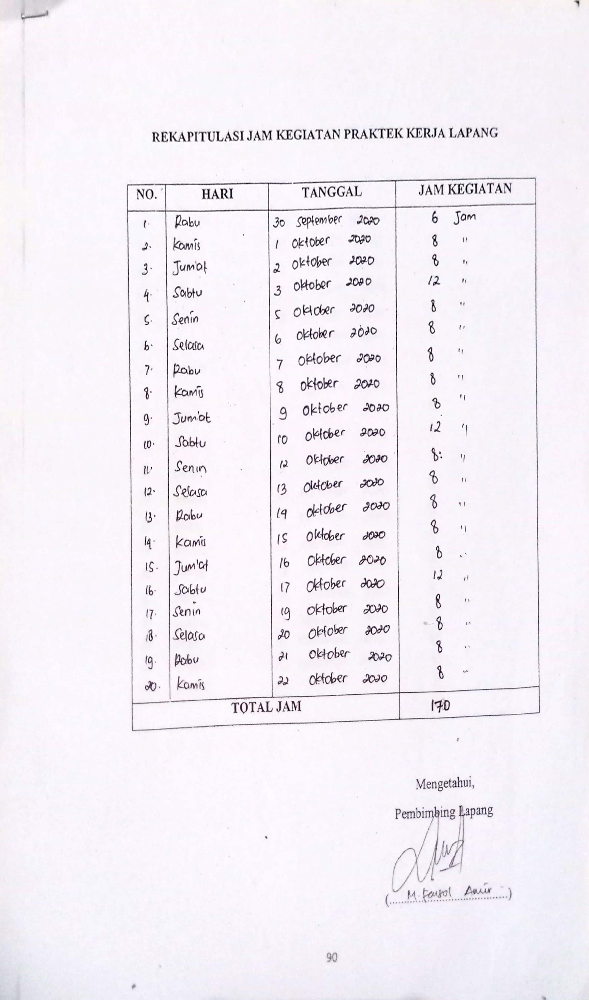 REKAPITULASI JAM KEGIATAN PRAKTEK KERJA LAPANG
NO. HARI TANGGAL JAM KEGIATAN
1. Rabu 30 September 2020 6 Jam
2. Kamis 1 Oktober 2020 8 "
3. Jum'at 2 Oktober 2020 8 "
4. Sabtu 3 Oktober 2020 12 "
5. Senin 5 Oktober 2020 8 "
6. Selasa 6 Oktober 2020 8 "
7. Rabu 7 Oktober 2020 8 "
8. Kamis 8 Oktober 2020 8 "
9. Jum'at 9 Oktober 2020 8 "
10. Sabtu 10 Oktober 2020 12 "
11. Senin 12 Oktober 2020 8 "
12. Selasa 13 Oktober 2020 8 "
13. Rabu 14 Oktober 2020 8 "
14. Kamis 15 Oktober 2020 8 "
15. Jum'at 16 Oktober 2020 8 "
16. Sabtu 17 Oktober 2020 12 "
17. Senin 19 Oktober 2020 8 "
18. Selasa 20 Oktober 2020 8 "
19. Rabu 21 Oktober 2020 8 "
20. Kamis 22 Oktober 2020 8 "
TOTAL JAM 170
Mengetahui,
Pembimbing Lapang
(M. Amir)
90